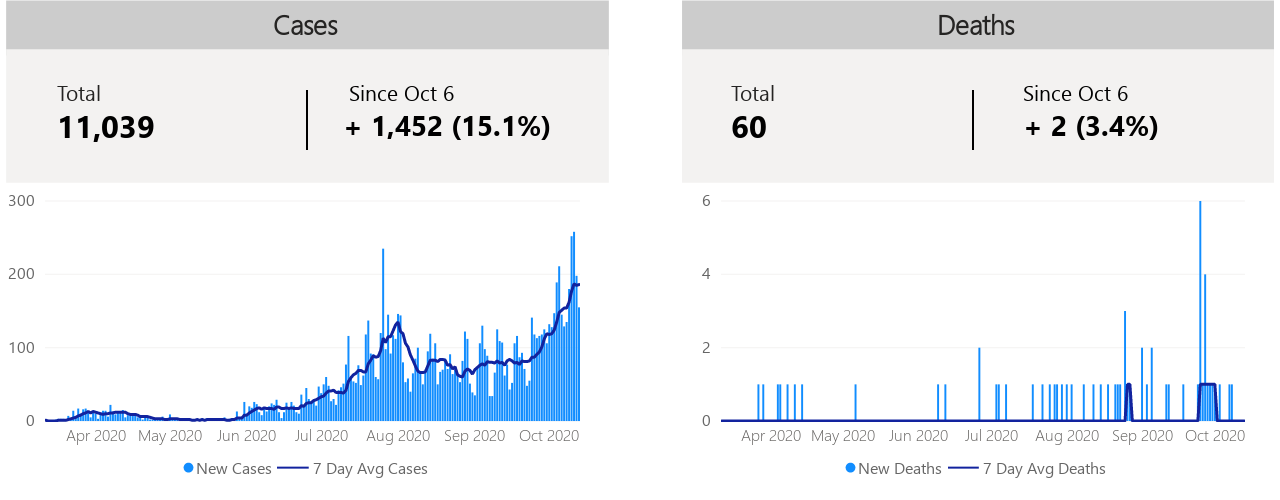 Cases
Total
11,039
Since Oct 6
+ 1,452 (15.1%)
300
200
100
0
Apr 2020 May 2020 Jun 2020 Jul 2020 Aug 2020 Sep 2020 Oct 2020
New Cases 7 Day Avg Cases
Deaths
Total
60
Since Oct 6
+ 2 (3.4%)
6
4
2
0
Apr 2020 May 2020 Jun 2020 Jul 2020 Aug 2020 Sep 2020 Oct 2020
New Deaths 7 Day Avg Deaths